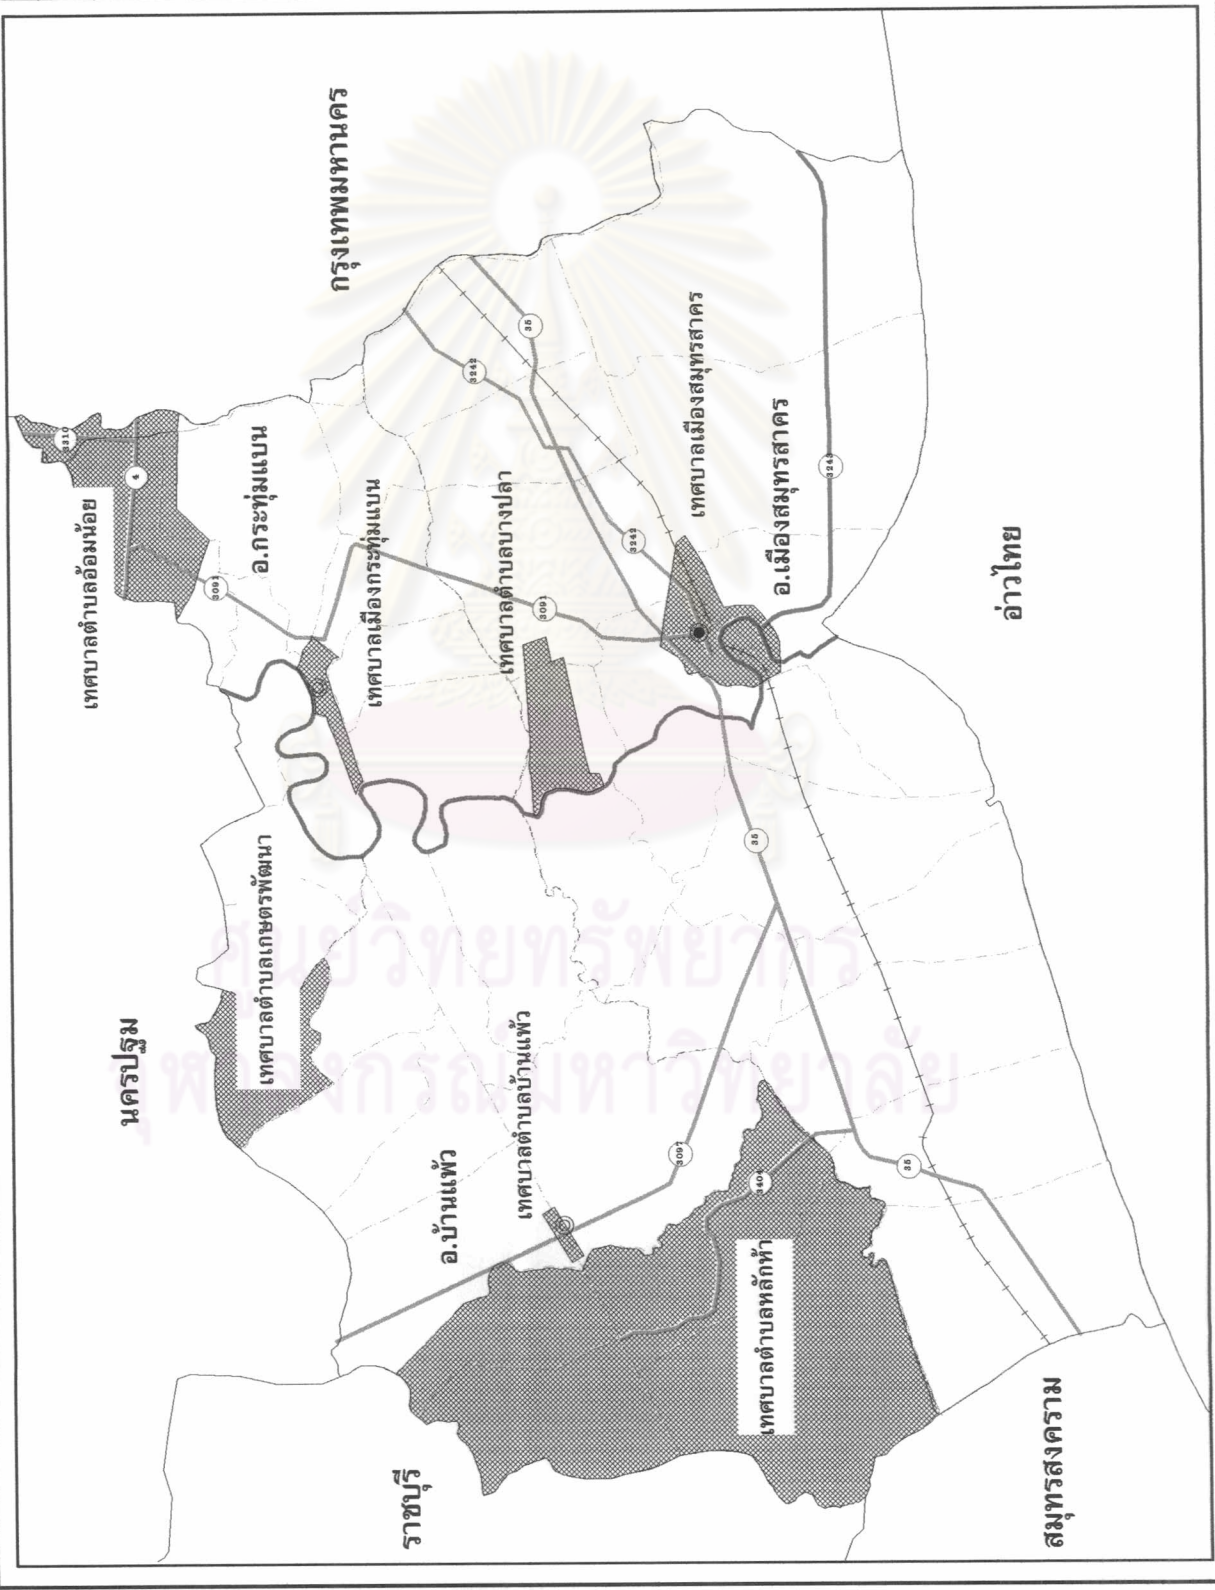 นครปฐม
กรุงเทพมหานคร
ราชบุรี
สมุทรสงคราม
อ่าวไทย
เทศบาลตำบลอ้อมน้อย
3310
4
3091
อ.กระทุ่มแบน
เทศบาลเมืองกระทุ่มแบน
เทศบาลตำบลเกษตรพัฒนา
3242
35
เทศบาลตำบลบางปลา
3091
3242
เทศบาลเมืองสมุทรสาคร
อ.เมืองสมุทรสาคร
3243
อ.บ้านแพ้ว
เทศบาลตำบลบ้านแพ้ว
3097
35
3404
35
เทศบาลตำบลหลักห้า
ศูนย์วิทยทรัพยากร
จุฬาลงกรณ์มหาวิทยาลัย